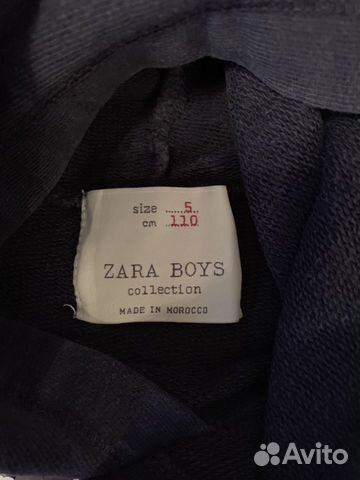 size 5
cm 110
ZARA BOYS
collection
MADE IN MOROCCO
Avito